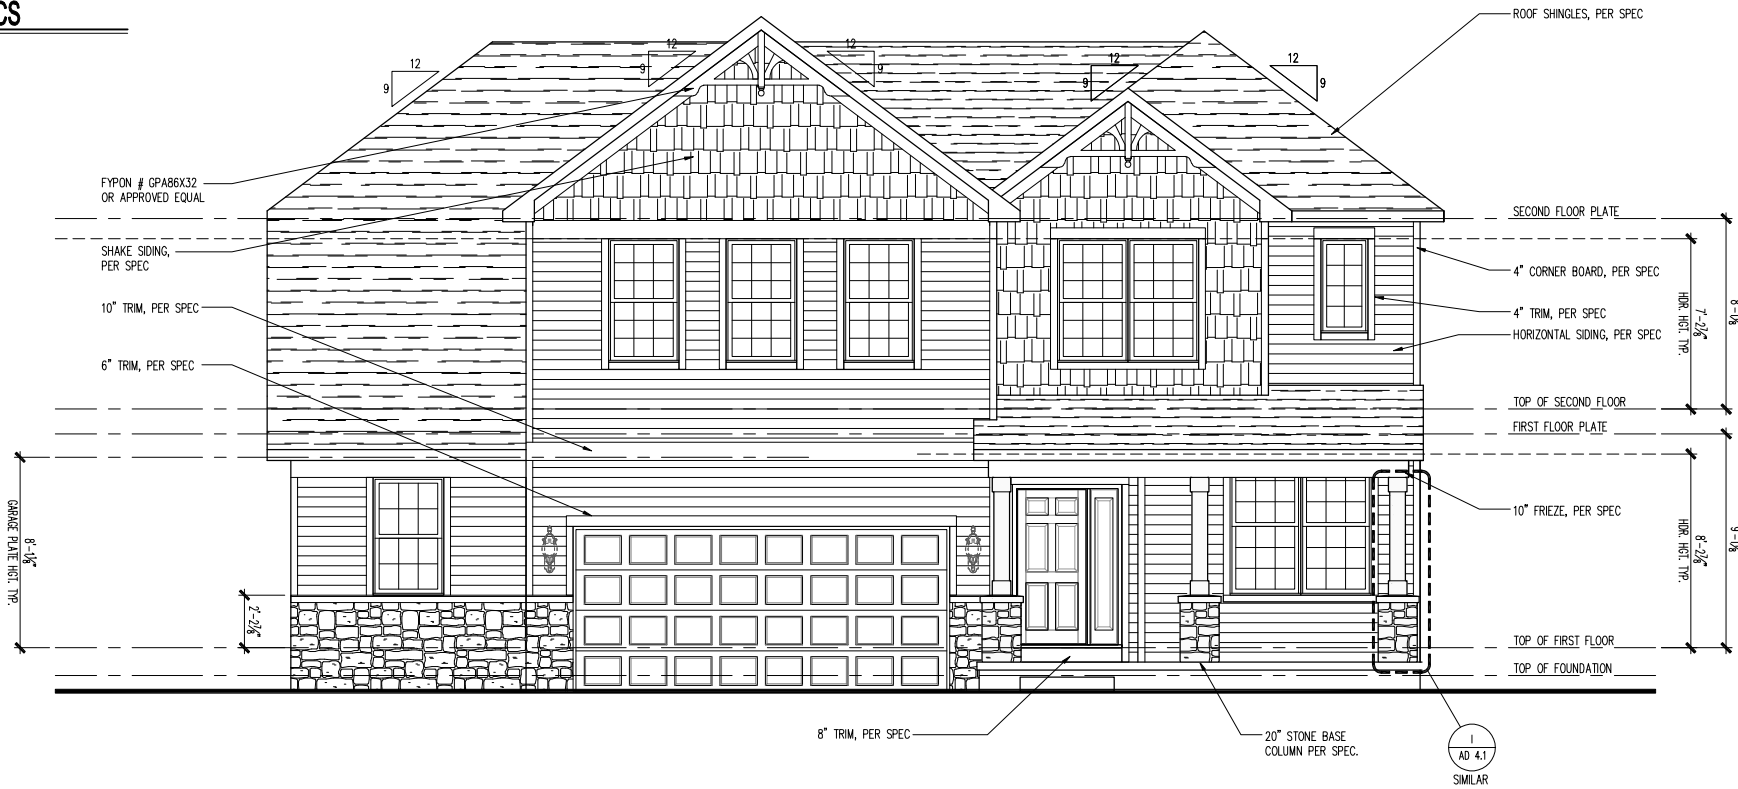 CS
ROOF SHINGLES, PER SPEC
12
9
12
9
12
9
12
9
12
9
FYPON # GPA86X32
OR APPROVED EQUAL
SHAKE SIDING,
PER SPEC
10" TRIM, PER SPEC
6" TRIM, PER SPEC
SECOND FLOOR PLATE
4" CORNER BOARD, PER SPEC
4" TRIM, PER SPEC
HORIZONTAL SIDING, PER SPEC
7'-2⅞"
HDR. HGT. TYP.
8'-1⅛
TOP OF SECOND FLOOR
FIRST FLOOR PLATE
10" FRIEZE, PER SPEC
8'-2⅞"
HDR. HGT. TYP.
9'-1⅛
8'-1⅛"
GARAGE PLATE HGT. TYP.
2'-2⅞"
TOP OF FIRST FLOOR
TOP OF FOUNDATION
8" TRIM, PER SPEC
20" STONE BASE
COLUMN PER SPEC.
1
AD 4.1
SIMILAR